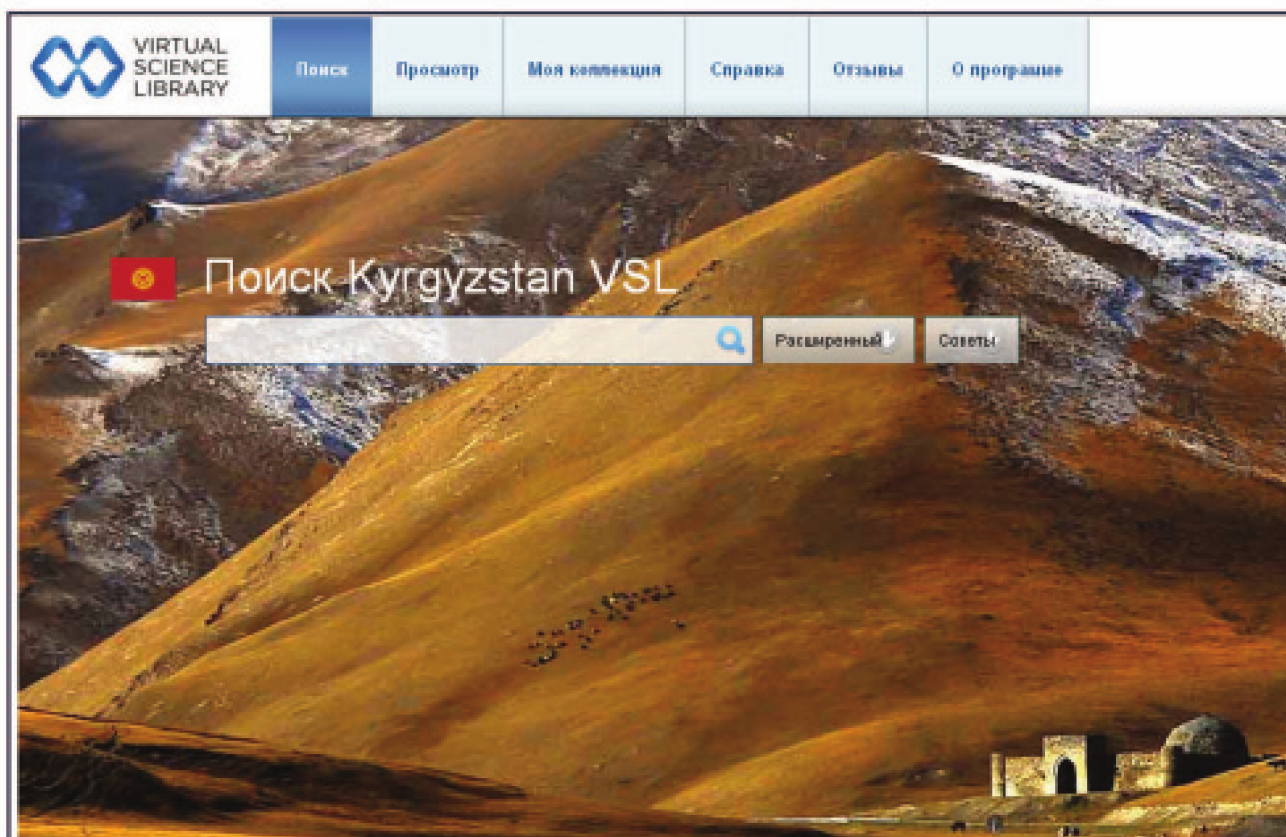 VIRTUAL
SCIENCE
LIBRARY
Поиск
Просмотр
Моя коллекция
Справка
Отзывы
О программе
Поиск Kyrgyzstan VSL
Расширенный
Советы